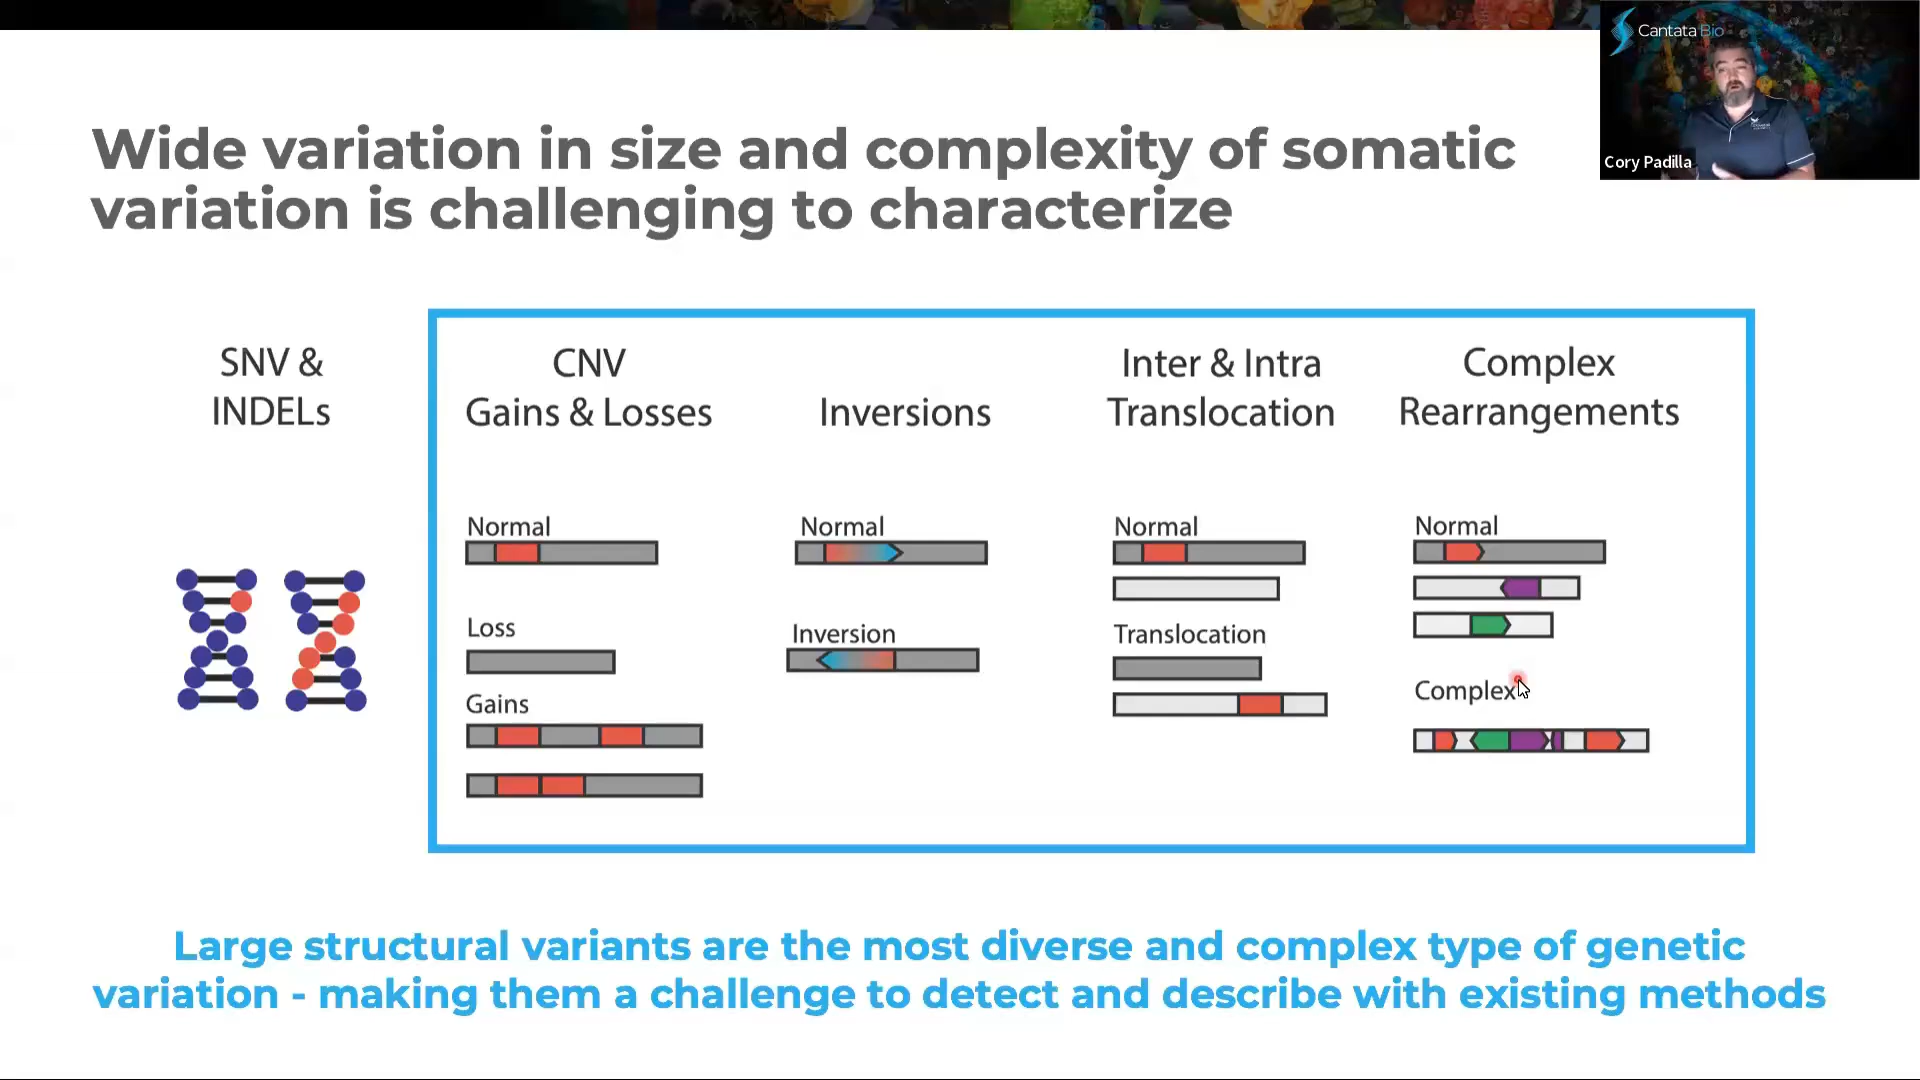 Cantata Bio
Cory Padilla
Wide variation in size and complexity of somatic
variation is challenging to characterize
SNV &
INDELs
CNV
Gains & Losses
Inversions
Inter & Intra
Translocation
Complex
Rearrangements
Normal
Loss
Gains
Normal
Inversion
Normal
Translocation
Normal
Complex
Large structural variants are the most diverse and complex type of genetic
variation - making them a challenge to detect and describe with existing methods